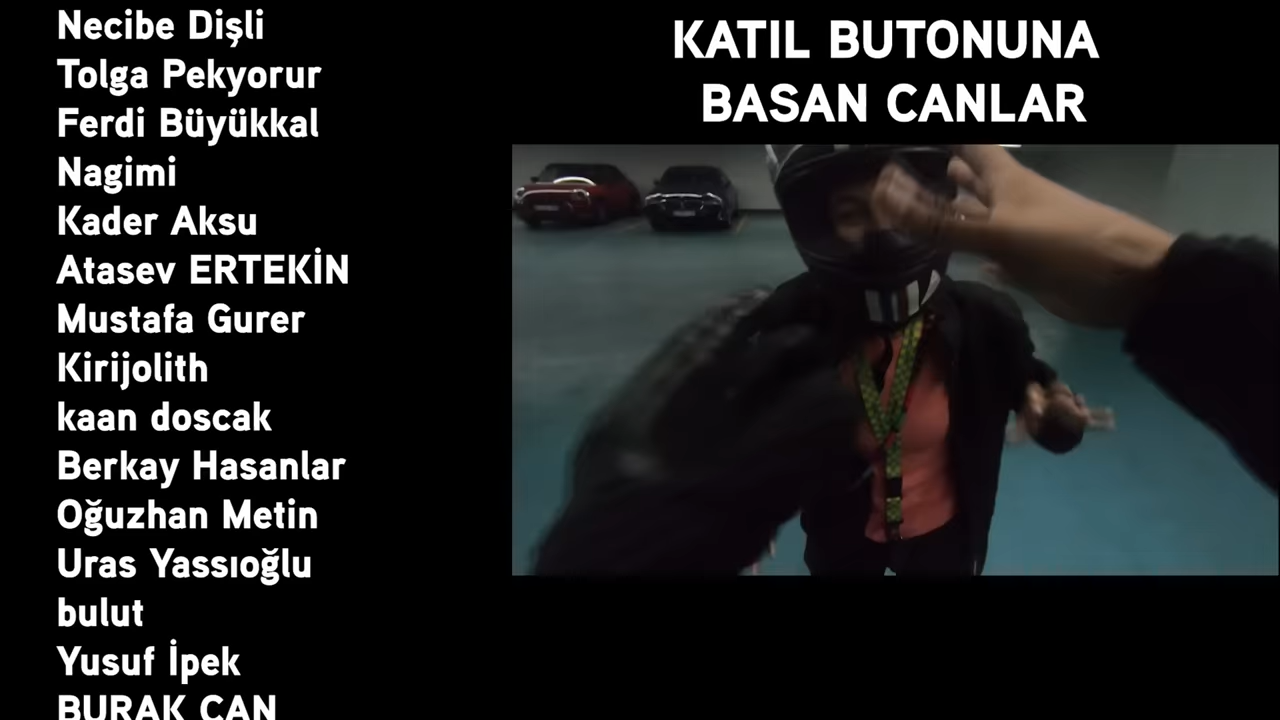 Necibe Dişli
Tolga Pekyorur
Ferdi Büyükkal
Nagimi
Kader Aksu
Atasev ERTEKİN
Mustafa Gurer
Kirijolith
kaan doscak
Berkay Hasanlar
Oğuzhan Metin
Uras Yassıoğlu
bulut
Yusuf İpek
BURAK CAN
KATIL BUTONUNA
BASAN CANLAR